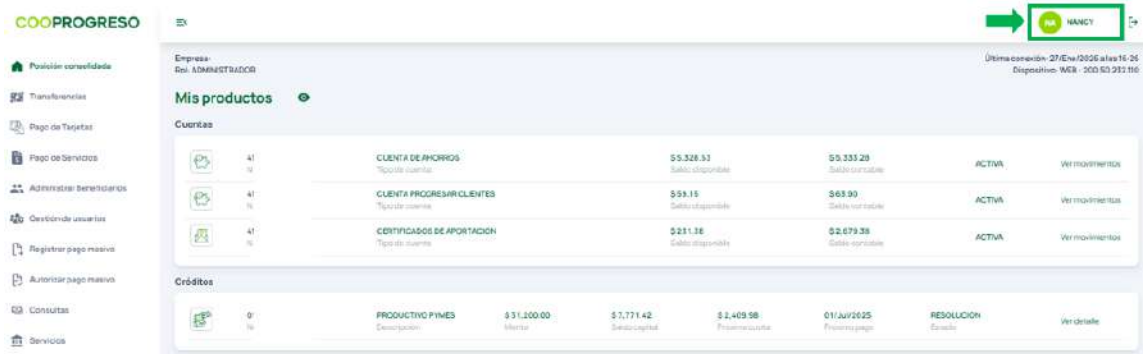 COOPROGRESO
NA NANCY
Posición consolidada
Transferencias
Pago de Tarjetas
Pago de Servicios
Administrar Beneficiarios
Gestión de usuarios
Registrar pago masivo
Autorizar pago masivo
Consultas
Servicios
Empresa:
Rol: ADMINISTRADOR
Última conexión: 27/Ene/2025 a las 16:26
Dispositivo: WEB -
Mis productos
Cuentas
41 CUENTA DE AHORROS $5,328.53 $5,333.28 ACTIVA Ver movimientos
N Tipo de cuenta Saldo disponible Saldo contable
41 CUENTA PROGRESAR CLIENTES $59.15 $63.90 ACTIVA Ver movimientos
N Tipo de cuenta Saldo disponible Saldo contable
41 CERTIFICADOS DE APORTACION $231.38 $2,679.38 ACTIVA Ver movimientos
N Tipo de cuenta Saldo disponible Saldo contable
Créditos
01 PRODUCTIVO PYMES $31,200.00 $7,771.42 $2,409.98 01/Jul/2025 RESOLUCION Ver detalle
N Descripción Monto Saldo capital Próxima cuota Próximo pago Estado